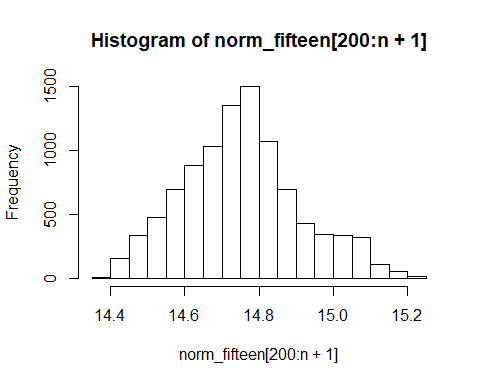 Histogram of norm_fifteen[200:n + 1]
Frequency
1500
1000
500
0
14.4 14.6 14.8 15.0 15.2
norm_fifteen[200:n + 1]